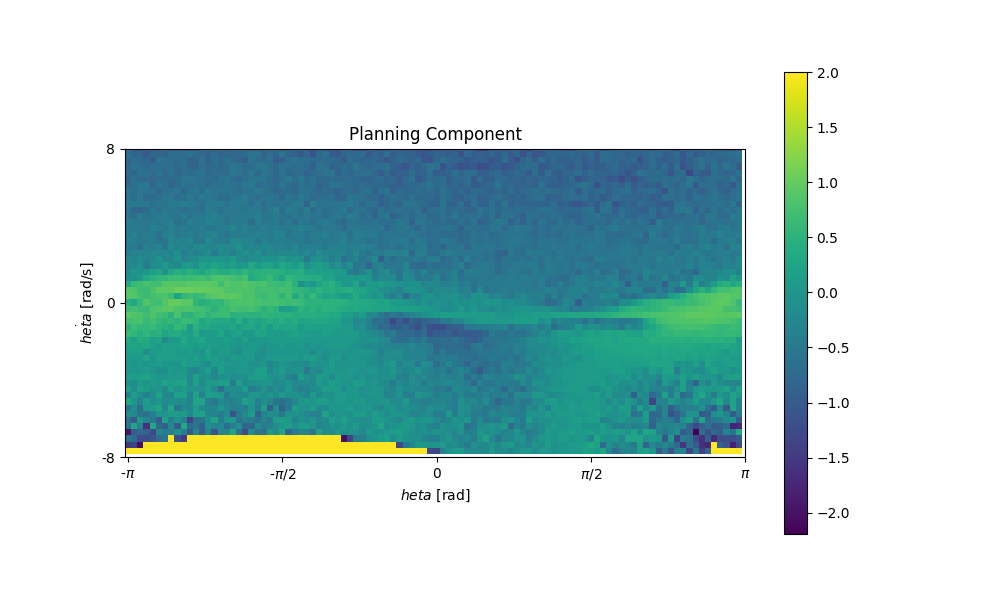 Planning Component
8
0
-8
ḣeta [rad/s]
-π
-π/2
0
π/2
π
heta [rad]
2.0
1.5
1.0
0.5
0.0
−0.5
−1.0
−1.5
−2.0